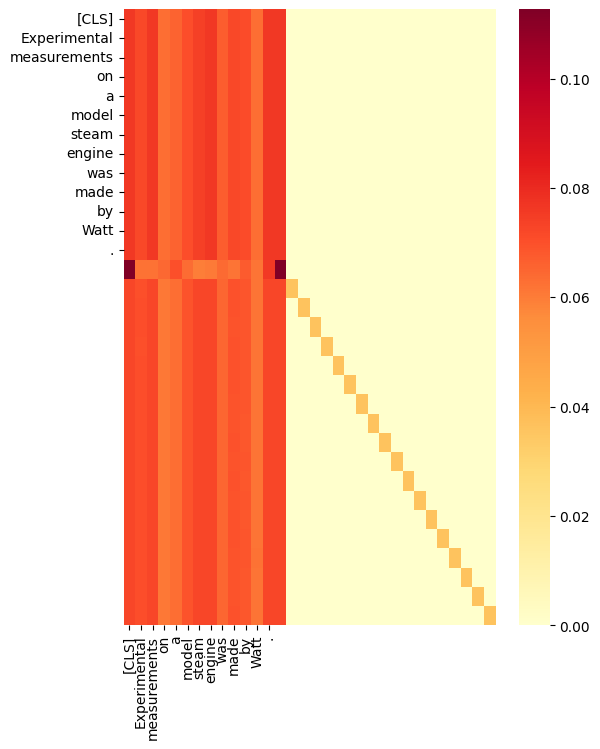 [CLS]
Experimental
measurements
on
a
model
steam
engine
was
made
by
Watt
.
0.10
0.08
0.06
0.04
0.02
0.00
[CLS]
Experimental
measurements
on
a
model
steam
engine
was
made
by
Watt
.